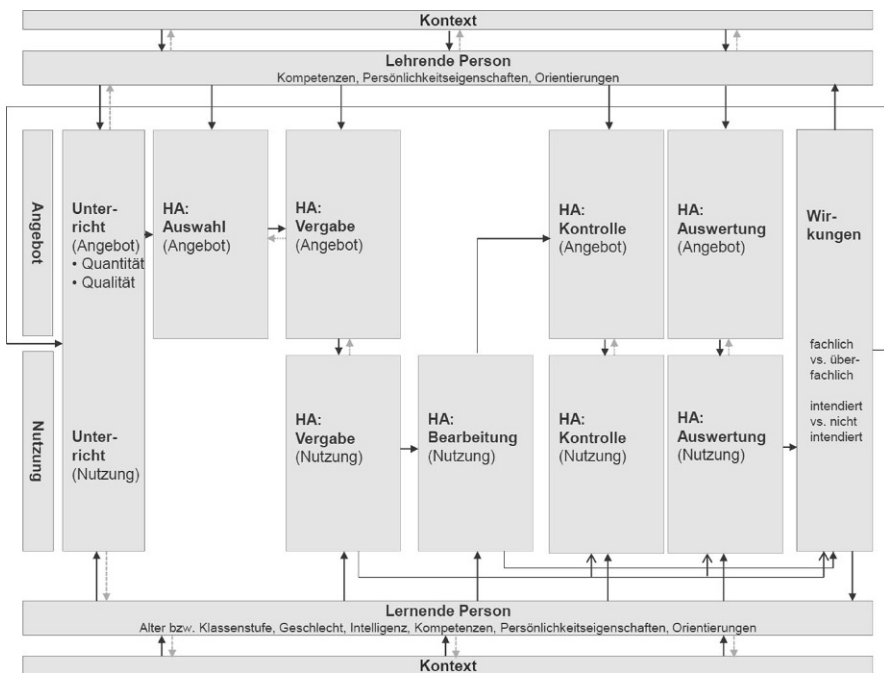 Kontext
Lehrende Person
Kompetenzen, Persönlichkeitseigenschaften, Orientierungen
Angebot
Unter-
richt
(Angebot)
• Quantität
• Qualität
HA:
Auswahl
(Angebot)
HA:
Vergabe
(Angebot)
HA:
Kontrolle
(Angebot)
HA:
Auswertung
(Angebot)
Wir-
kungen
fachlich
vs. über-
fachlich
intendiert
vs. nicht
intendiert
Nutzung
Unter-
richt
(Nutzung)
HA:
Vergabe
(Nutzung)
HA:
Bearbeitung
(Nutzung)
HA:
Kontrolle
(Nutzung)
HA:
Auswertung
(Nutzung)
Lernende Person
Alter bzw. Klassenstufe, Geschlecht, Intelligenz, Kompetenzen, Persönlichkeitseigenschaften, Orientierungen
Kontext